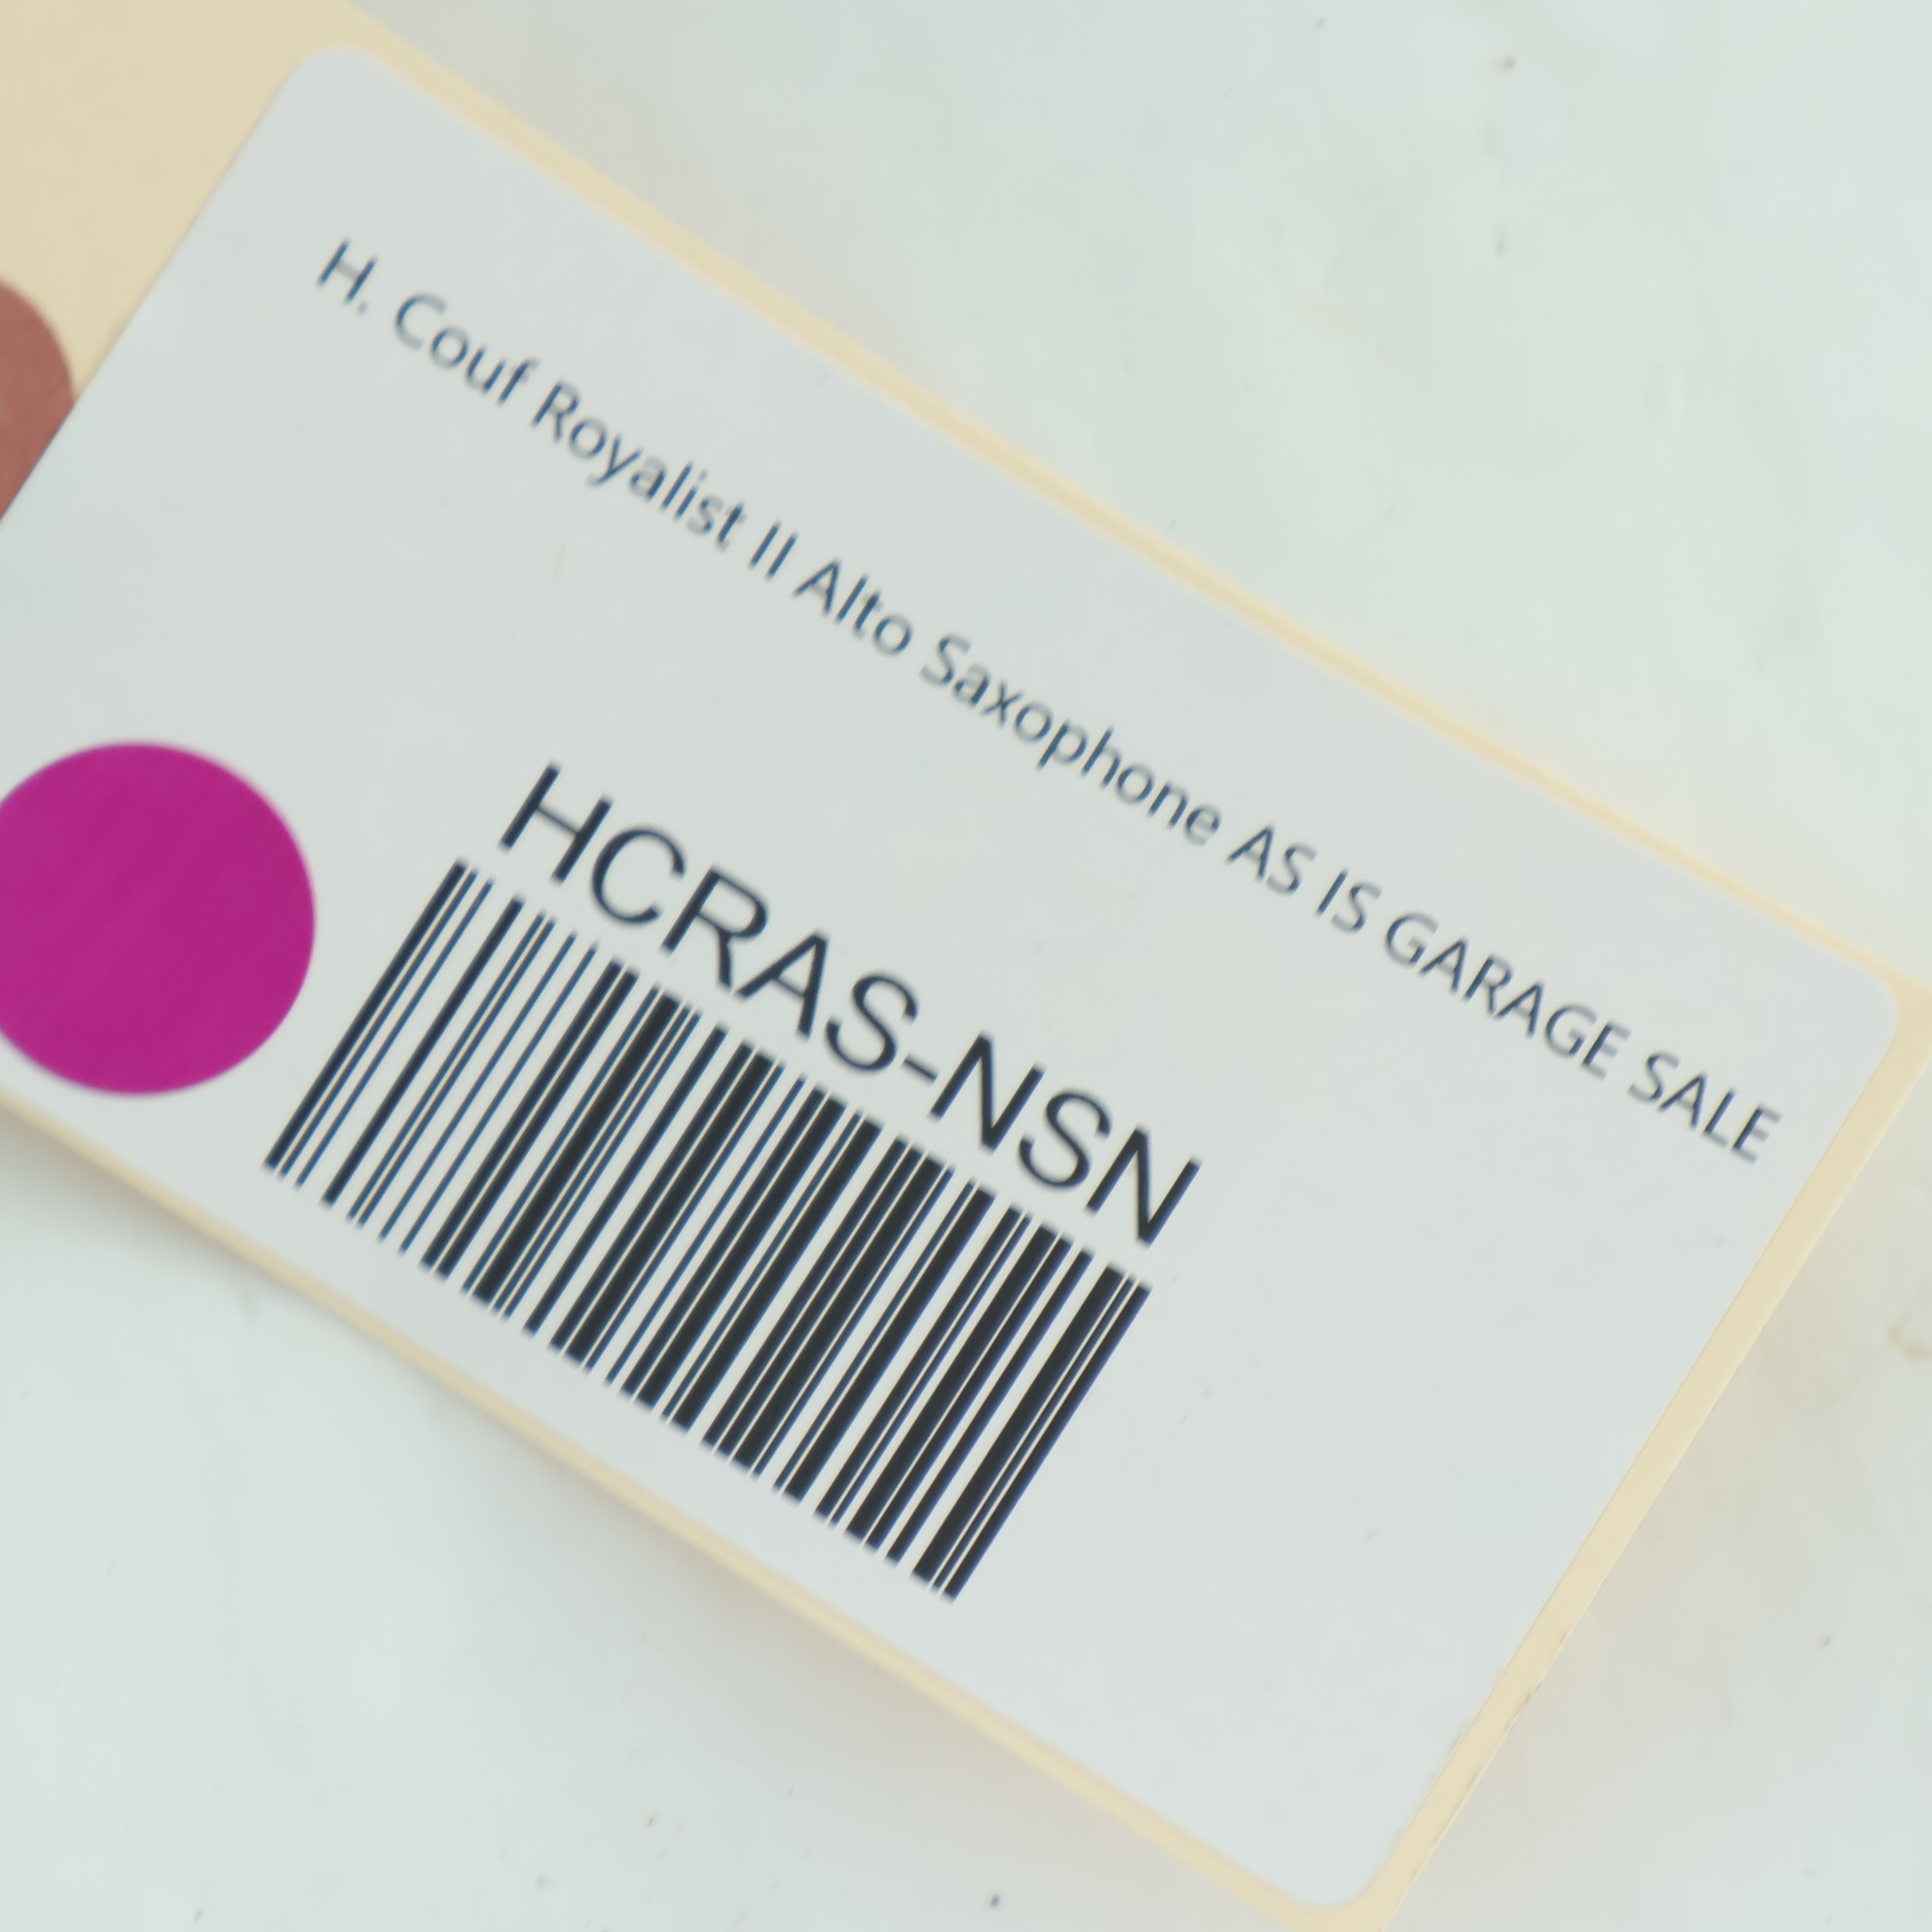 H. Couf Royalist II Alto Saxophone AS IS GARAGE SALE
HCRAS-NSN